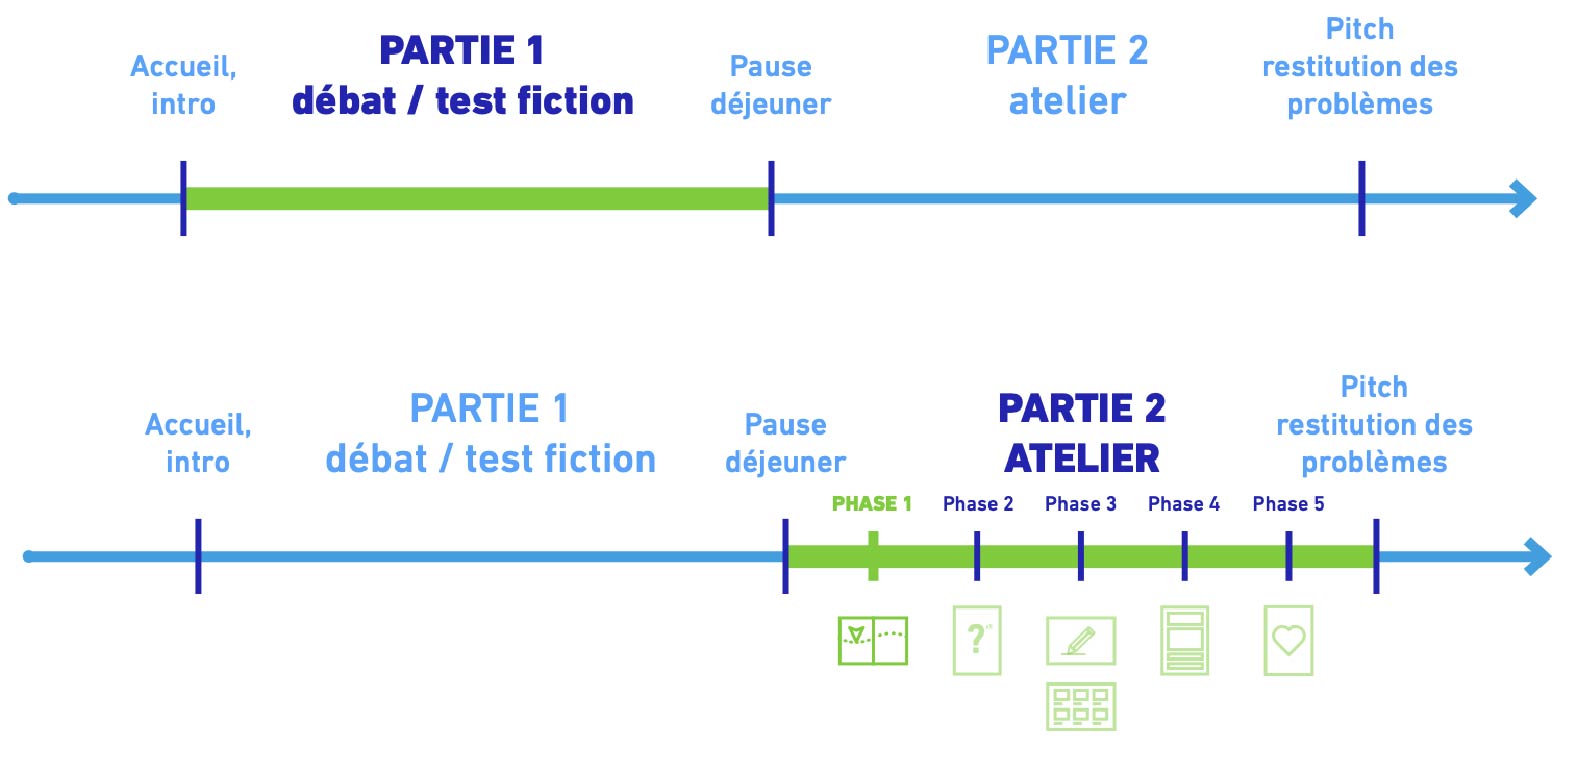 Accueil,
intro
PARTIE 1
débat / test fiction
Pause
déjeuner
PARTIE 2
atelier
Pitch
restitution des
problèmes
Accueil,
intro
PARTIE 1
débat / test fiction
Pause
déjeuner
PARTIE 2
ATELIER
Pitch
restitution des
problèmes
PHASE 1 Phase 2 Phase 3 Phase 4 Phase 5
?